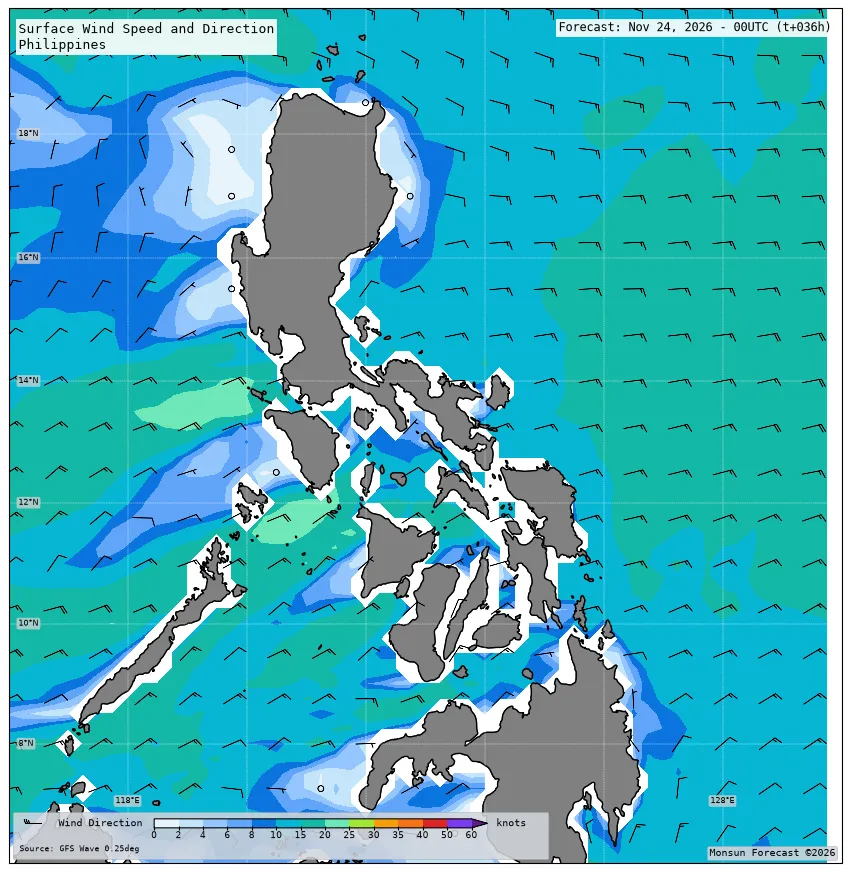 Surface Wind Speed and Direction
Philippines
Forecast: Nov 24, 2026 - 00UTC (t+036h)
18°N
16°N
14°N
12°N
10°N
8°N
118°E
128°E
Wind Direction
0 2 4 6 8 10 15 20 25 30 35 40 50 60
knots
Source: GFS Wave 0.25deg
Monsun Forecast ©2026